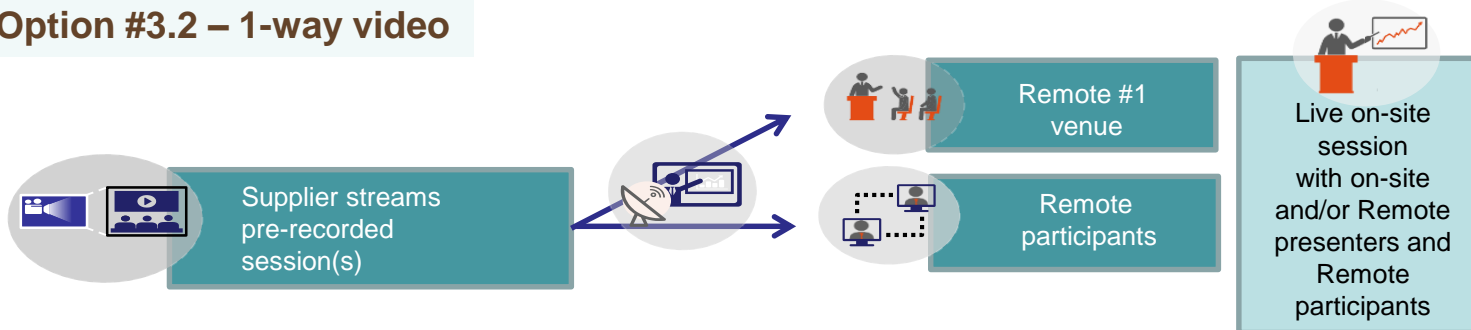 Option #3.2 – 1-way video
Supplier streams
pre-recorded
session(s)
Remote #1
venue
Remote
participants
Live on-site
session
with on-site
and/or Remote
presenters and
Remote
participants